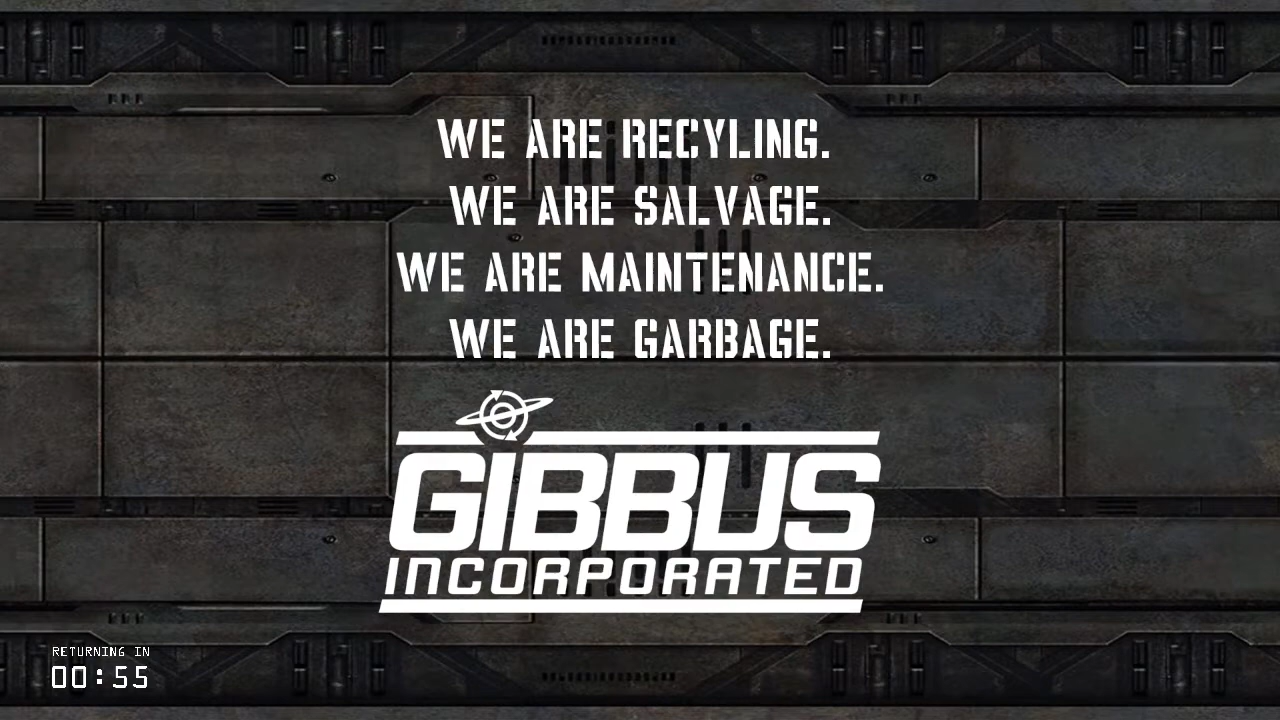 WE ARE RECYLING.
WE ARE SALVAGE.
WE ARE MAINTENANCE.
WE ARE GARBAGE.
GIBBUS
INCORPORATED
RETURNING IN
00:55